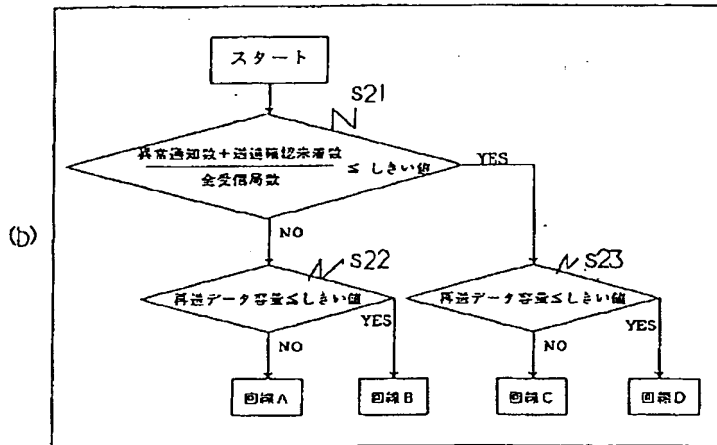 スタート
S21
異常通知数+送達確認未着数
全受信局数
≤ しきい値
YES
(b)
NO
S22
S23
再送データ容量≤しきい値
再送データ容量≤しきい値
YES
YES
NO
NO
回線A
回線B
回線C
回線D